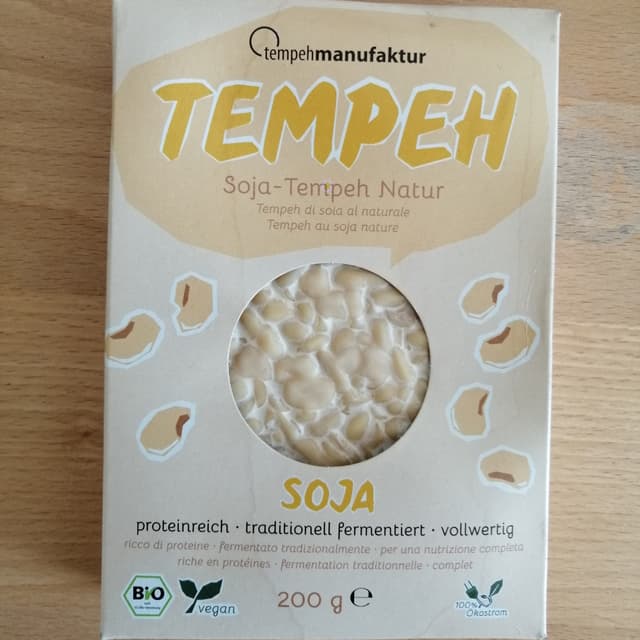 tempehmanufaktur
TEMPEH
Soja-Tempeh Natur
Tempeh di soia al naturale
Tempeh au soja nature
SOJA
proteinreich · traditionell fermentiert · vollwertig
ricco di proteine · fermentato tradizionalmente · per una nutrizione completa
riche en protéines · fermentation traditionnelle · complet
BIO
vegan
200 g ℮
100%
Ökostrom